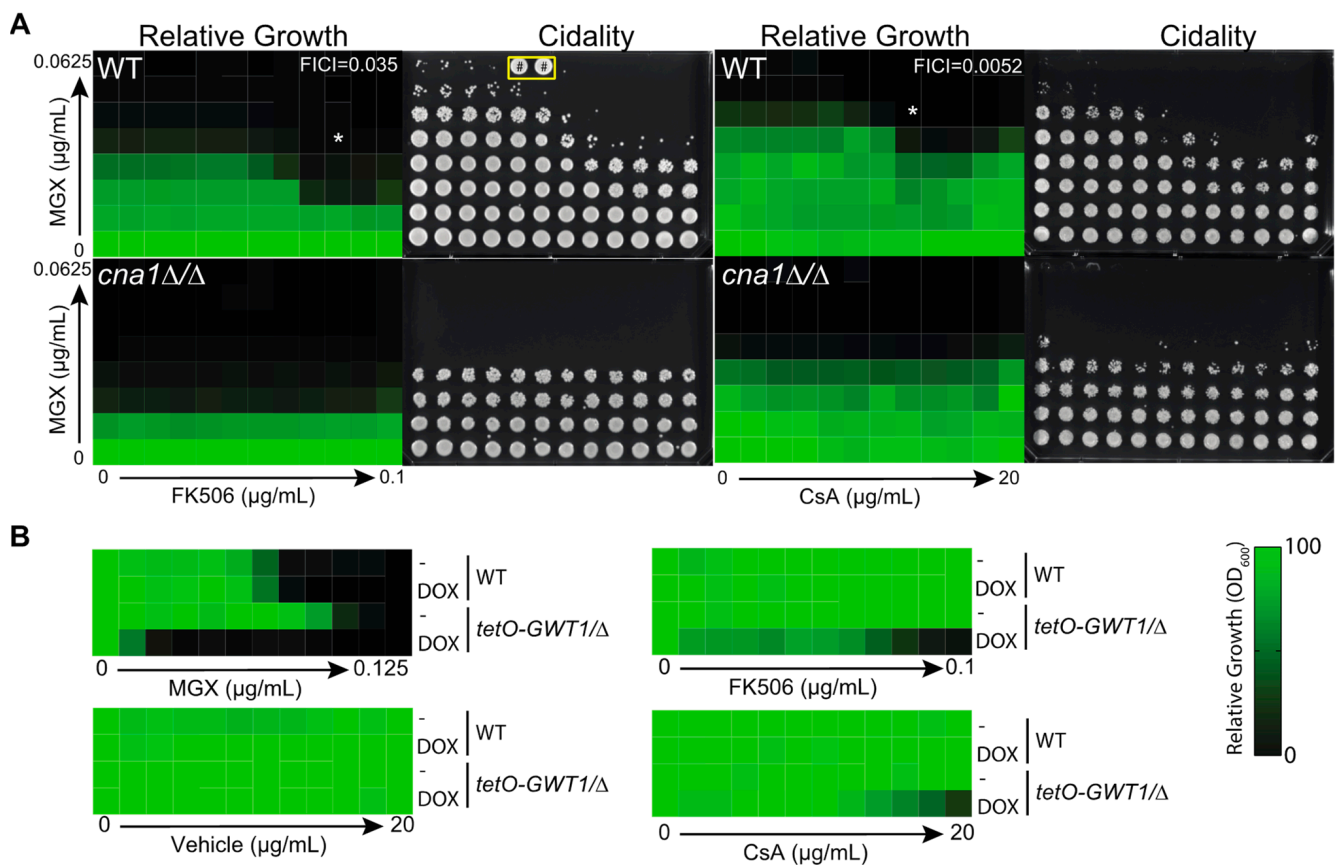 A
Relative Growth
Cidality
Relative Growth
Cidality
0.0625
WT
FICI=0.035
# #
WT
FICI=0.0052
*
*
MGX (µg/mL)
0
0.0625
cna1Δ/Δ
cna1Δ/Δ
MGX (µg/mL)
0
0
0.1
FK506 (µg/mL)
0
20
CsA (µg/mL)
B
-
DOX
WT
-
DOX
tetO-GWT1/Δ
0
0.125
MGX (µg/mL)
-
DOX
WT
-
DOX
tetO-GWT1/Δ
0
0.1
FK506 (µg/mL)
-
DOX
WT
-
DOX
tetO-GWT1/Δ
0
20
Vehicle (µg/mL)
-
DOX
WT
-
DOX
tetO-GWT1/Δ
0
20
CsA (µg/mL)
100
Relative Growth (OD600)
0